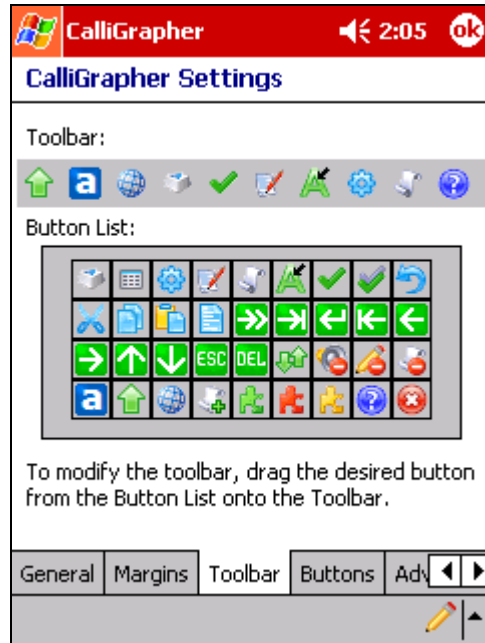 CalliGrapher 2:05 ok
CalliGrapher Settings
Toolbar:
a
Button List:
ESC DEL
a
To modify the toolbar, drag the desired button
from the Button List onto the Toolbar.
General Margins Toolbar Buttons Adv